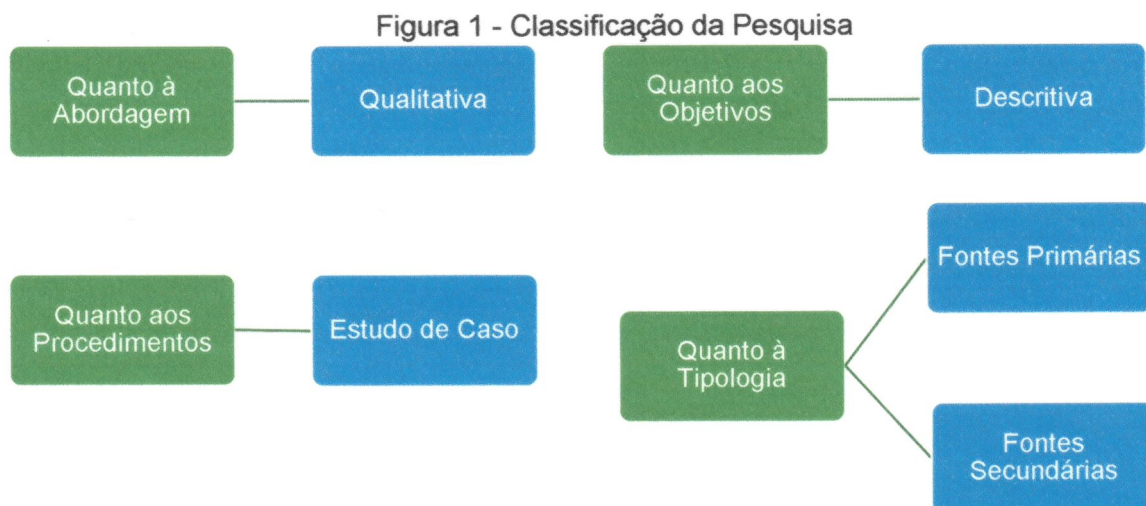 Figura 1 - Classificação da Pesquisa
Quanto à
Abordagem
Qualitativa
Quanto aos
Objetivos
Descritiva
Quanto aos
Procedimentos
Estudo de Caso
Quanto à
Tipologia
Fontes Primárias
Fontes
Secundárias